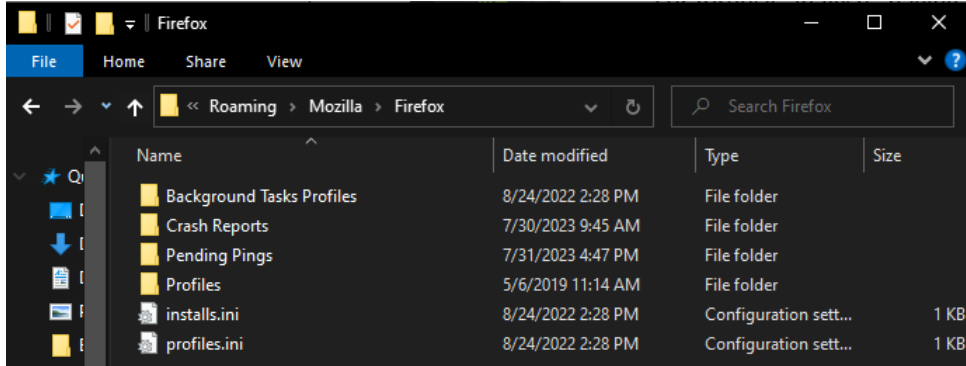 Firefox
File Home Share View
« Roaming > Mozilla > Firefox Search Firefox
Name Date modified Type Size
Background Tasks Profiles 8/24/2022 2:28 PM File folder
Crash Reports 7/30/2023 9:45 AM File folder
Pending Pings 7/31/2023 4:47 PM File folder
Profiles 5/6/2019 11:14 AM File folder
installs.ini 8/24/2022 2:28 PM Configuration sett... 1 KB
profiles.ini 8/24/2022 2:28 PM Configuration sett... 1 KB